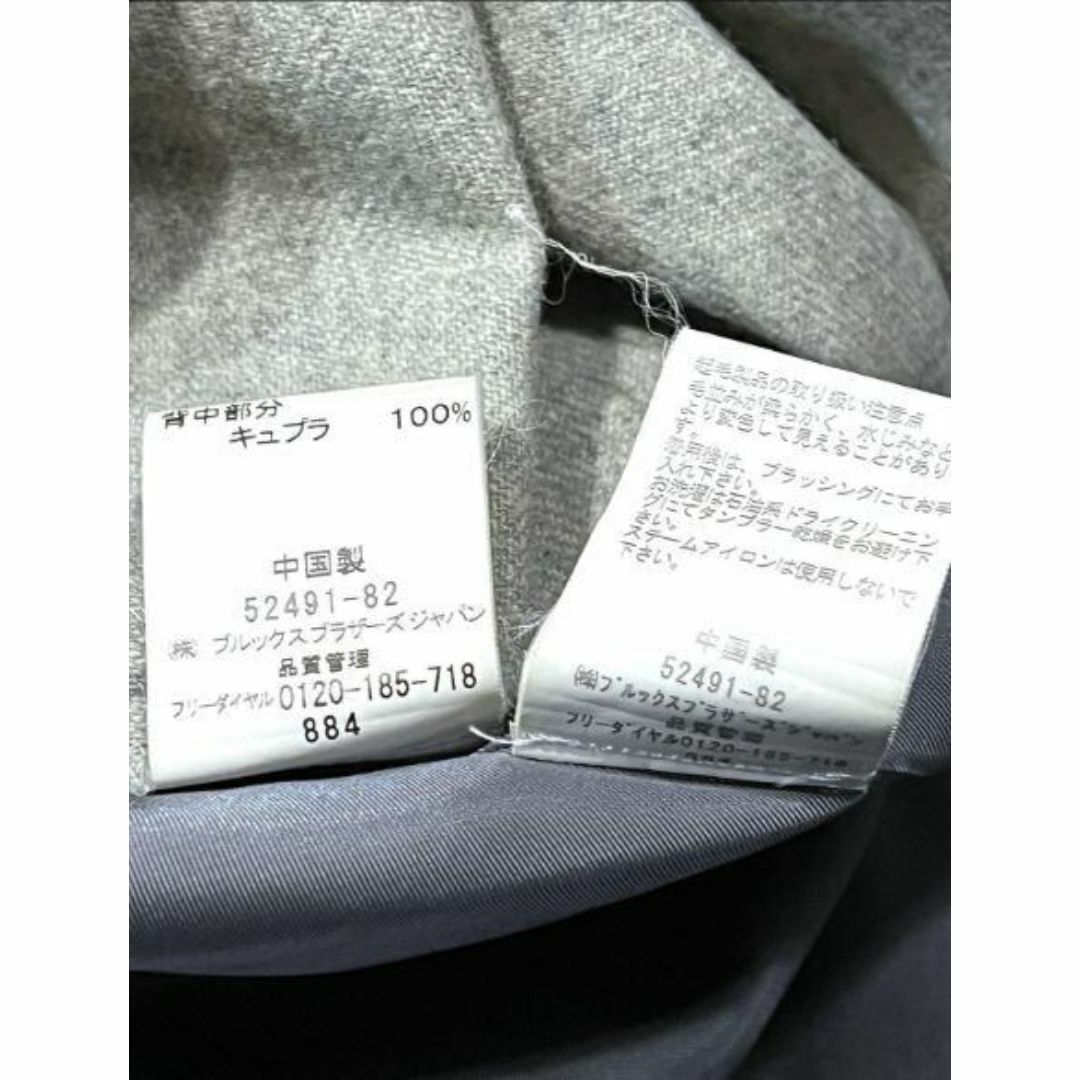 背中部分
キュプラ 100%
中国製
52491-82
㈱ ブルックスブラザーズジャパン
品質管理
フリーダイヤル0120-185-718
884
起毛製品の取り扱い注意点
毛並みが柔らかく、水じみなど
より変色して見えることがあり
す。
着用後は、ブラッシングにてお手
入れ下さい。
お洗濯は石油系ドライクリーニン
グにてタンブラー乾燥をお避け下
さい。
スチームアイロンは使用しないで
下さい。
中国製
52491-82
㈱ブルックスブラザーズジャパン
品質管理
フリーダイヤル0120-185-718
884